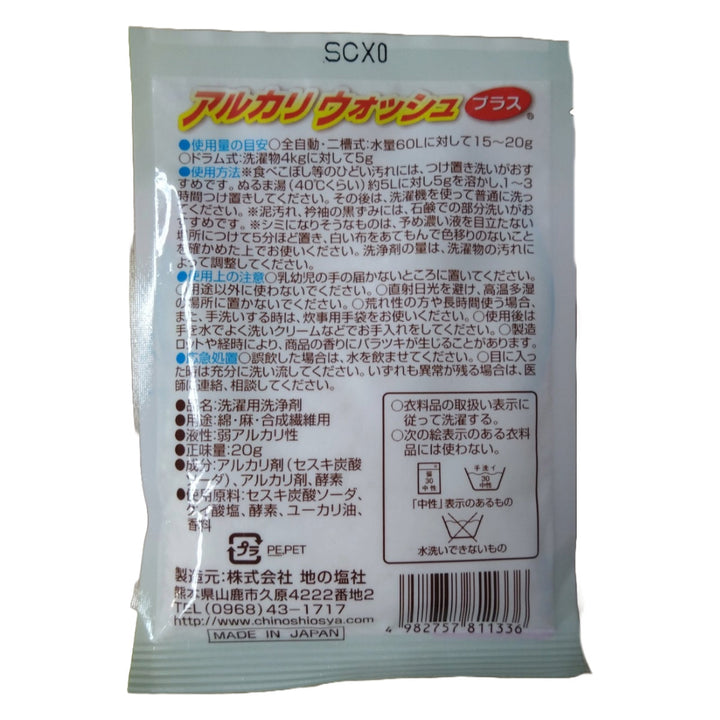 SCX0
アルカリウォッシュ プラス ®
●使用量の目安○全自動・二槽式:水量60Lに対して15〜20g
○ドラム式:洗濯物4kgに対して5g
●使用方法※食べこぼし等のひどい汚れには、つけ置き洗いがおす
すめです。ぬるま湯(40℃くらい)約5Lに対し5gを溶かし、1〜3
時間つけ置きしてください。その後は、洗濯機を使って普通に洗っ
てください。※泥汚れ、衿袖の黒ずみには、石鹸での部分洗いがお
すすめです。※シミになりそうなものは、予め濃い液を目立たない
場所につけて5分ほど置き、白い布をあてもんで色移りのないこと
を確かめた上でお使いください。洗浄剤の量は、洗濯物の汚れに
よって調整してください。
●使用上の注意○乳幼児の手の届かないところに置いてください。
○用途以外に使わないでください。○直射日光を避け、高温多湿
の場所に置かないでください。○荒れ性の方や長時間使う場合、
また、手洗いする時は、炊事用手袋をお使いください。○使用後は
手を水でよく洗いクリームなどでお手入れをしてください。○製造
ロットや経時により、商品の香りにバラツキが生じることがあります。
●応急処置○誤飲した場合は、水を飲ませてください。○目に入っ
た時は充分に洗い流してください。いずれも異常が残る場合は、医
師に連絡、相談してください。
●品名:洗濯用洗浄剤
●用途:綿・麻・合成繊維用
●液性:弱アルカリ性
●正味量:20g
●成分:アルカリ剤(セスキ炭酸
ソーダ)、アルカリ剤、酵素
●使用原料:セスキ炭酸ソーダ、
ケイ酸塩、酵素、ユーカリ油、
香料
○衣料品の取扱い表示に
従って洗濯する。
○次の絵表示のある衣料
品には使わない。
弱 30 中性
手洗イ 30 中性
「中性」表示のあるもの
水洗いできないもの
プラ PE.PET
製造元:株式会社 地の塩社
熊本県山鹿市久原4222番地2
TEL(0968)43-1717
http://www.chinoshiosya.com
MADE IN JAPAN
4 982757 811336